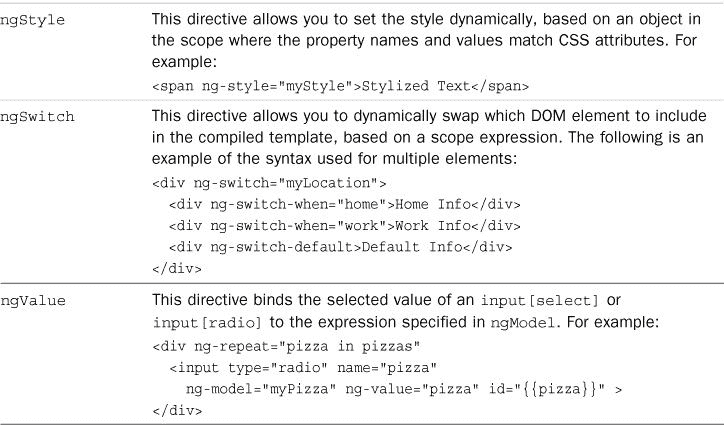 ngStyle
This directive allows you to set the style dynamically, based on an object in
the scope where the property names and values match CSS attributes. For
example:
<span ng-style="myStyle">Stylized Text</span>
ngSwitch
This directive allows you to dynamically swap which DOM element to include
in the compiled template, based on a scope expression. The following is an
example of the syntax used for multiple elements:
<div ng-switch="myLocation">
<div ng-switch-when="home">Home Info</div>
<div ng-switch-when="work">Work Info</div>
<div ng-switch-default>Default Info</div>
</div>
ngValue
This directive binds the selected value of an input[select] or
input[radio] to the expression specified in ngModel. For example:
<div ng-repeat="pizza in pizzas"
<input type="radio" name="pizza"
ng-model="myPizza" ng-value="pizza" id="{{pizza}}" >
</div>